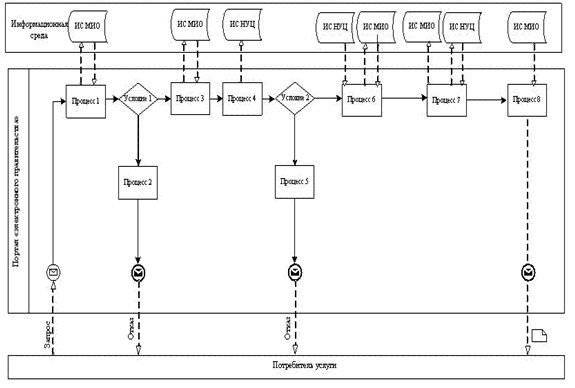 Информационная
среда
ИС МИО
ИС МИО
ИС НУЦ
ИС НУЦ
ИС МИО
ИС МИО
ИС НУЦ
ИС МИО
Портал «электронного правительства»
Процесс 1
Условие 1
Процесс 3
Процесс 4
Условие 2
Процесс 6
Процесс 7
Процесс 8
Процесс 2
Процесс 5
Запрос
Отказ
Отказ
Потребитель услуги